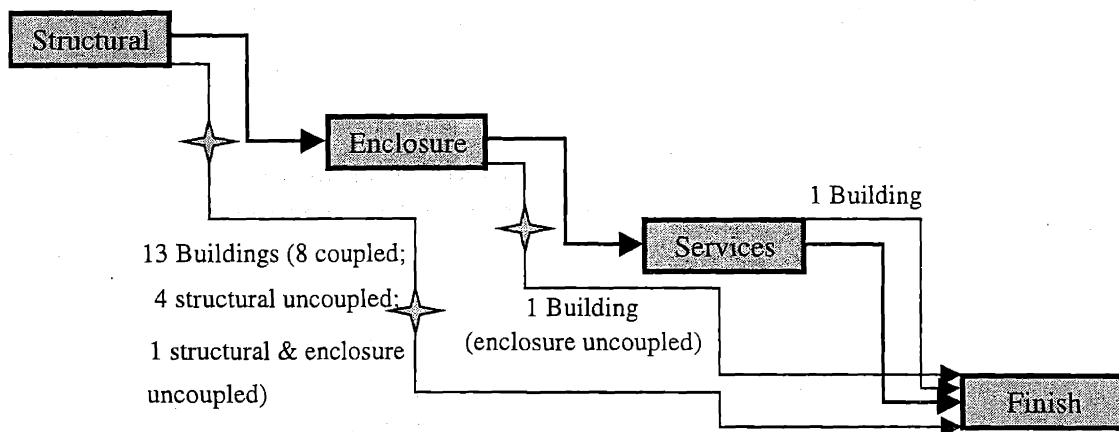 Structural
Enclosure
1 Building
Services
13 Buildings (8 coupled;
4 structural uncoupled;
1 structural & enclosure
uncoupled)
1 Building
(enclosure uncoupled)
Finish